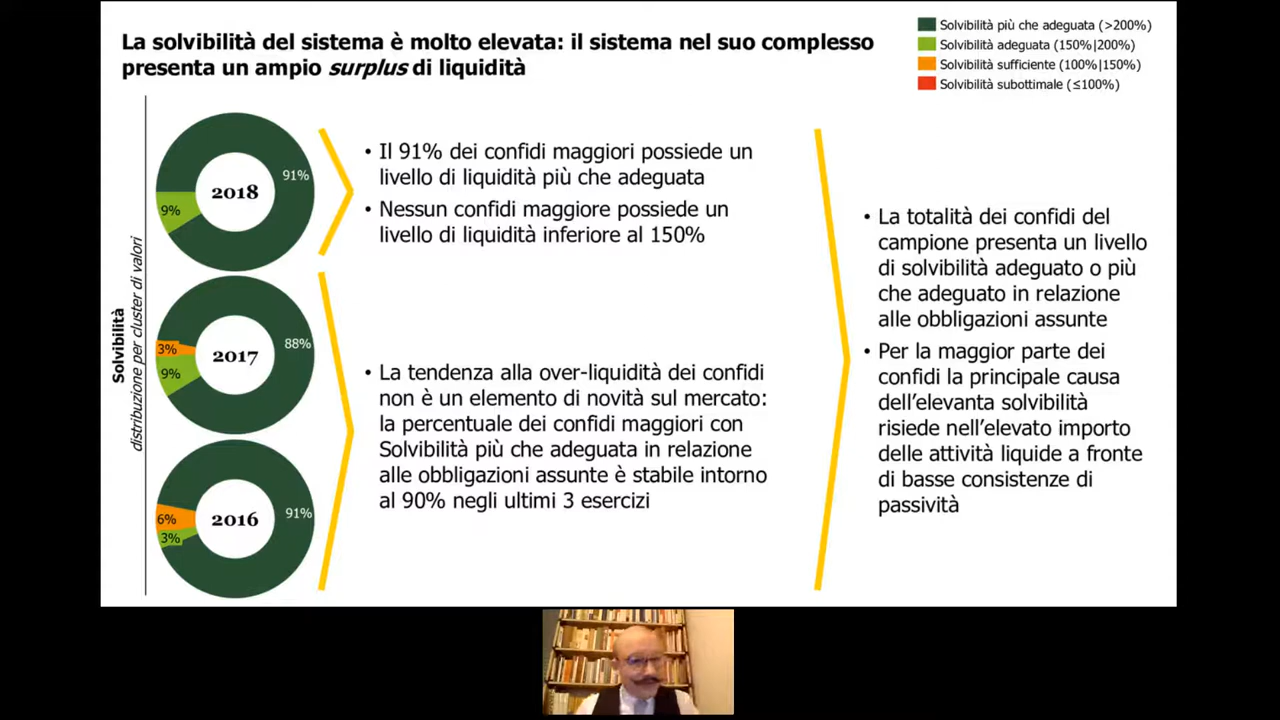 La solvibilità del sistema è molto elevata: il sistema nel suo complesso
presenta un ampio surplus di liquidità
Solvibilità più che adeguata (>200%)
Solvibilità adeguata (150%|200%)
Solvibilità sufficiente (100%|150%)
Solvibilità subottimale (≤100%)
Solvibilità
distribuzione per cluster di valori
91%
2018
9%
• Il 91% dei confidi maggiori possiede un
livello di liquidità più che adeguata
• Nessun confidi maggiore possiede un
livello di liquidità inferiore al 150%
88%
3%
2017
9%
91%
6%
2016
3%
• La tendenza alla over-liquidità dei confidi
non è un elemento di novità sul mercato:
la percentuale dei confidi maggiori con
Solvibilità più che adeguata in relazione
alle obbligazioni assunte è stabile intorno
al 90% negli ultimi 3 esercizi
• La totalità dei confidi del
campione presenta un livello
di solvibilità adeguato o più
che adeguato in relazione
alle obbligazioni assunte
• Per la maggior parte dei
confidi la principale causa
dell’elevanta solvibilità
risiede nell’elevato importo
delle attività liquide a fronte
di basse consistenze di
passività